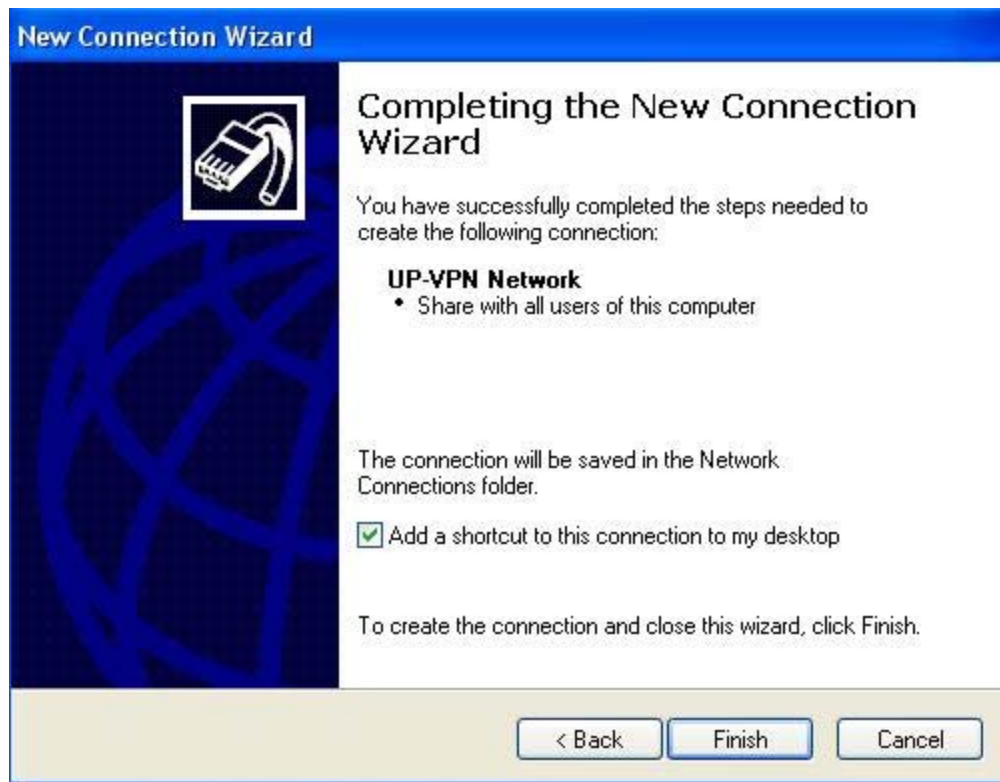 New Connection Wizard
Completing the New Connection
Wizard
You have successfully completed the steps needed to
create the following connection:
UP-VPN Network
• Share with all users of this computer
The connection will be saved in the Network
Connections folder.
Add a shortcut to this connection to my desktop
To create the connection and close this wizard, click Finish.
< Back Finish Cancel